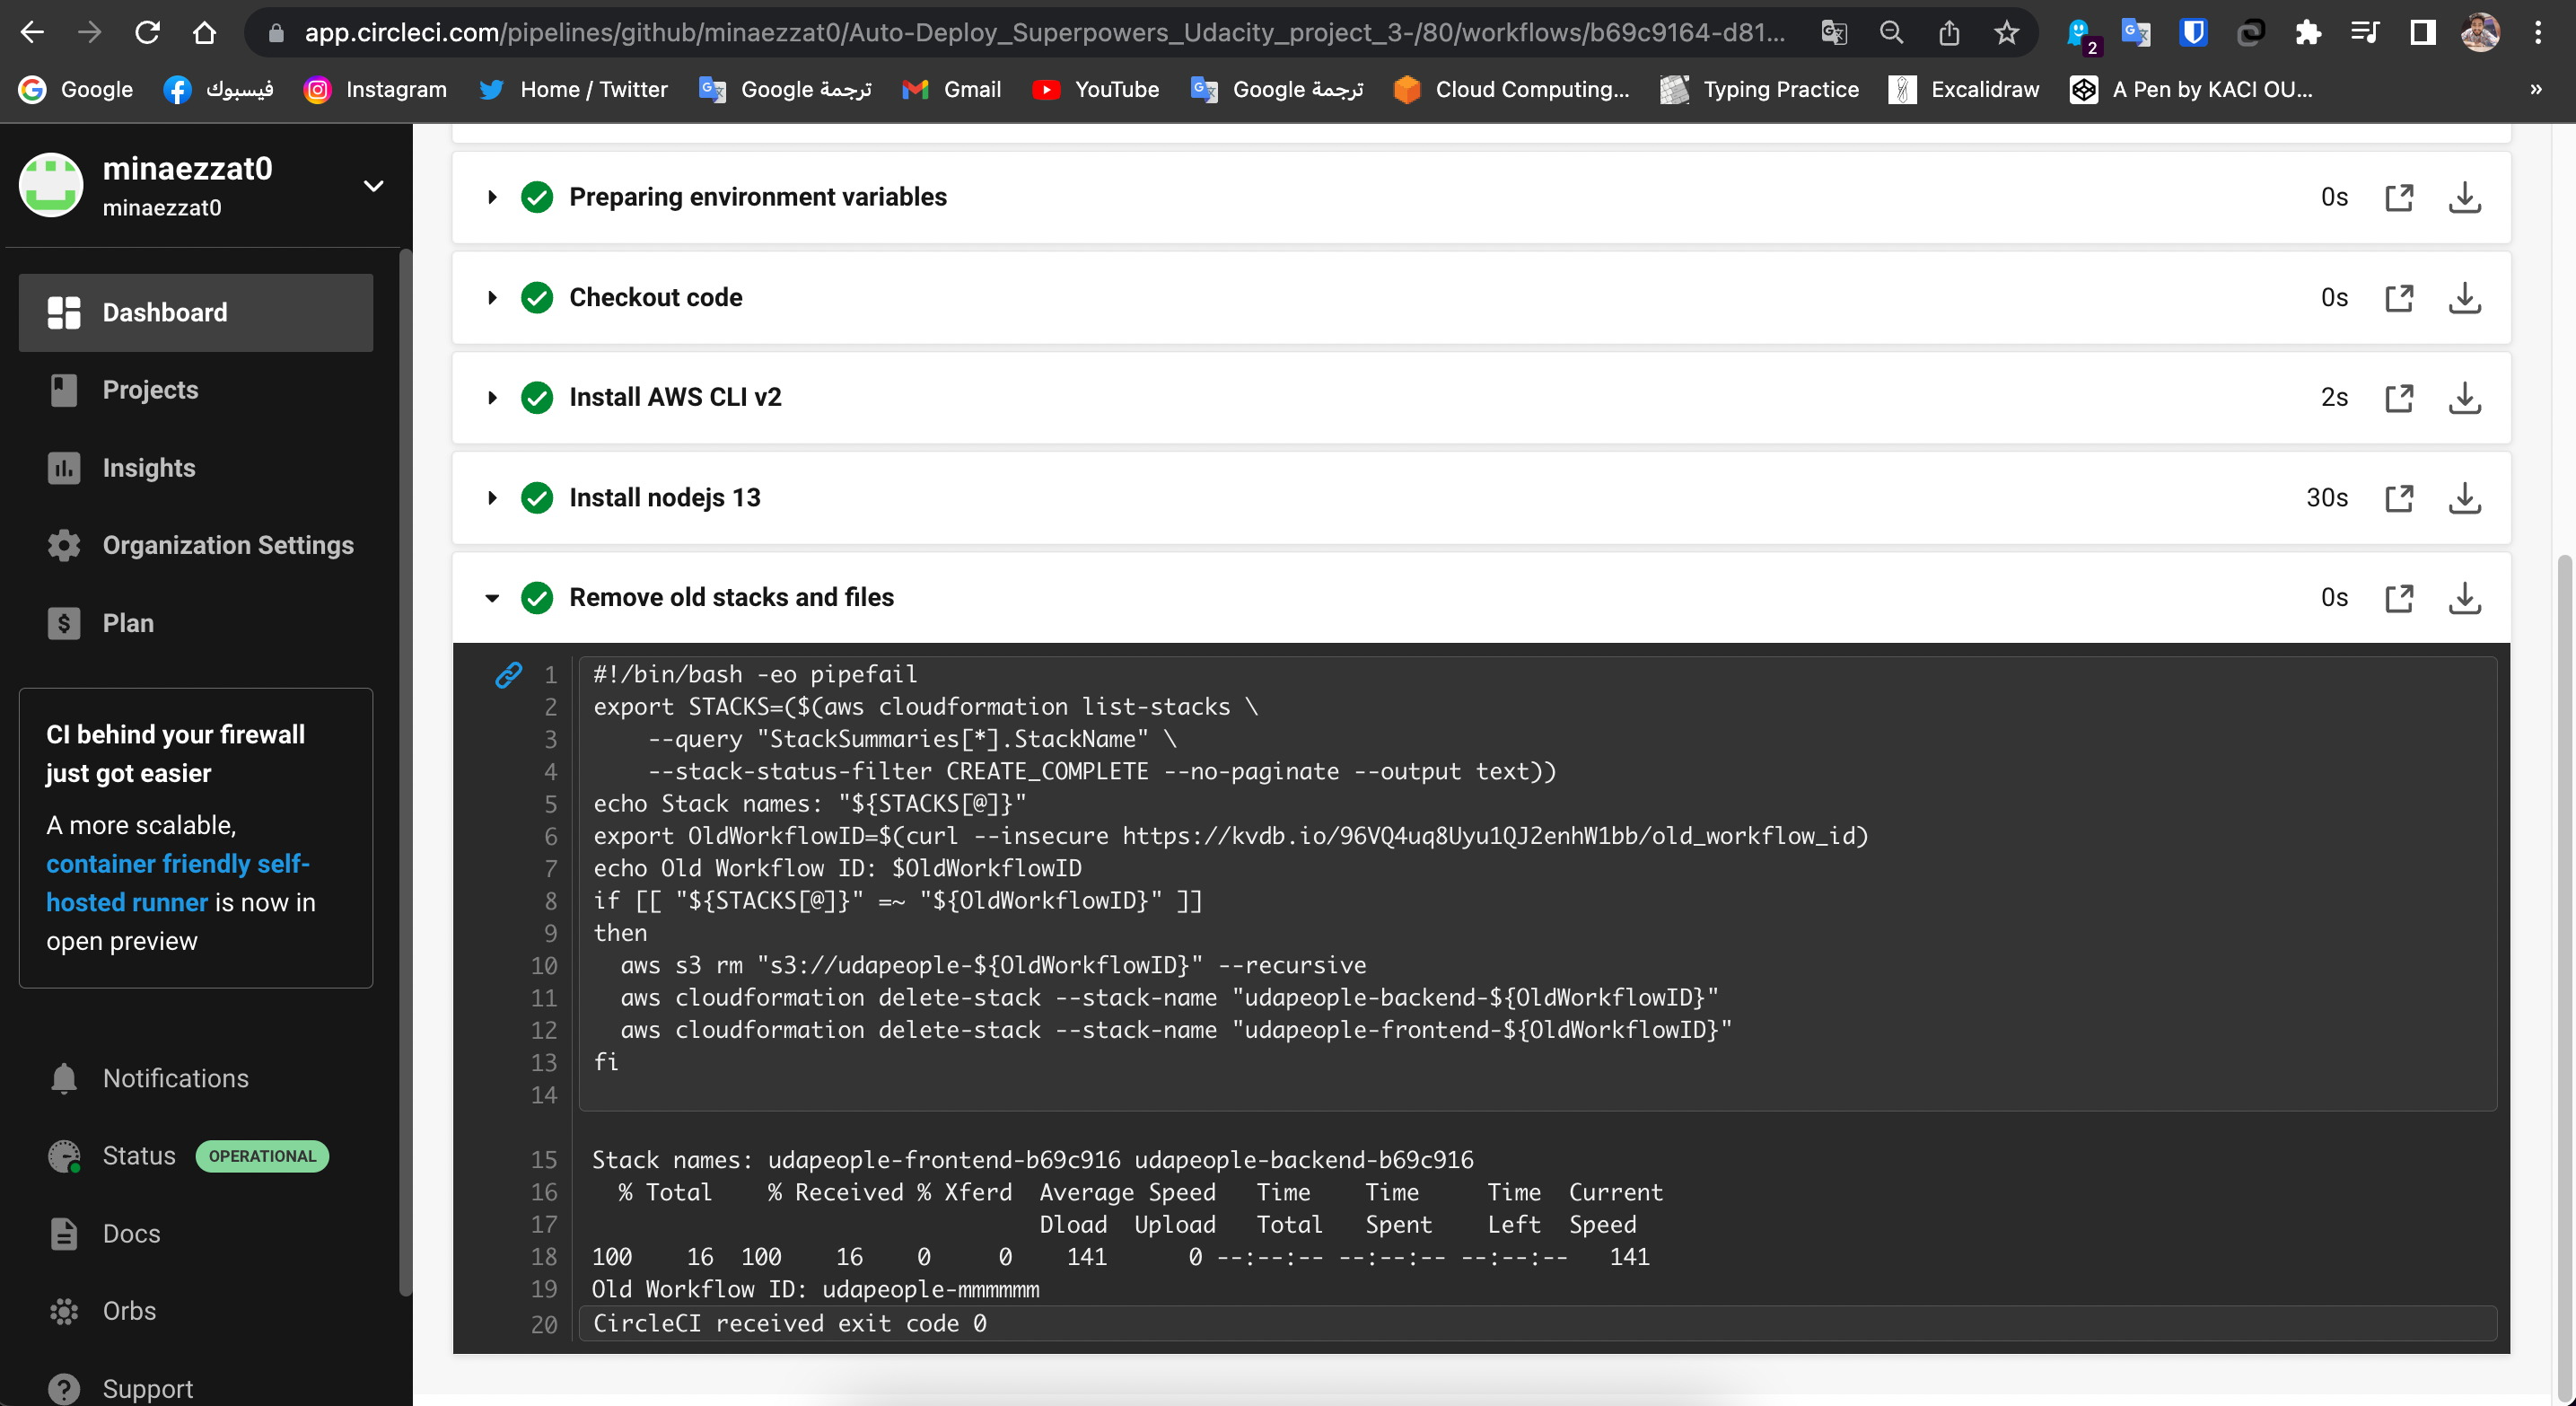 app.circleci.com/pipelines/github/minaezzat0/Auto-Deploy_Superpowers_Udacity_project_3-/80/workflows/b69c9164-d81...
2
Google
فيسبوك
Instagram
Home / Twitter
ترجمة Google
Gmail
YouTube
ترجمة Google
Cloud Computing...
Typing Practice
Excalidraw
A Pen by KACI OU...
»
minaezzat0
minaezzat0
Dashboard
Projects
Insights
Organization Settings
Plan
CI behind your firewall
just got easier
A more scalable,
container friendly self-
hosted runner is now in
open preview
Notifications
Status OPERATIONAL
Docs
Orbs
Support
Preparing environment variables 0s
Checkout code 0s
Install AWS CLI v2 2s
Install nodejs 13 30s
Remove old stacks and files 0s
1 #!/bin/bash -eo pipefail
2 export STACKS=($(aws cloudformation list-stacks \
3     --query "StackSummaries[*].StackName" \
4     --stack-status-filter CREATE_COMPLETE --no-paginate --output text))
5 echo Stack names: "${STACKS[@]}"
6 export OldWorkflowID=$(curl --insecure https://kvdb.io/96VQ4uq8Uyu1QJ2enhW1bb/old_workflow_id)
7 echo Old Workflow ID: $OldWorkflowID
8 if [[ "${STACKS[@]}" =~ "${OldWorkflowID}" ]]
9 then
10   aws s3 rm "s3://udapeople-${OldWorkflowID}" --recursive
11   aws cloudformation delete-stack --stack-name "udapeople-backend-${OldWorkflowID}"
12   aws cloudformation delete-stack --stack-name "udapeople-frontend-${OldWorkflowID}"
13 fi
14
15 Stack names: udapeople-frontend-b69c916 udapeople-backend-b69c916
16   % Total    % Received % Xferd  Average Speed   Time    Time     Time  Current
17                                  Dload  Upload   Total   Spent    Left  Speed
18 100    16  100    16    0     0    141      0 --:--:-- --:--:-- --:--:--   141
19 Old Workflow ID: udapeople-mmmmmm
20 CircleCI received exit code 0